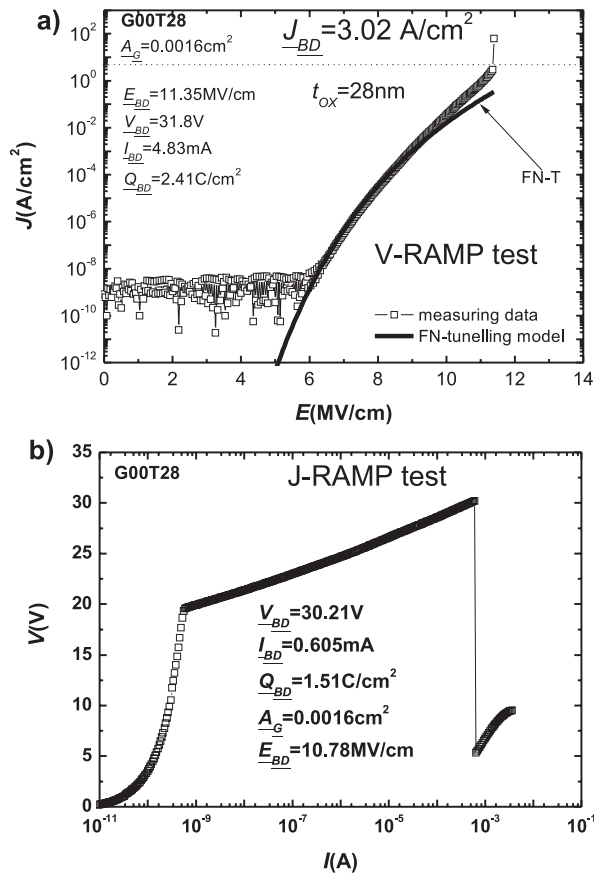 a)
G00T28
A_G=0.0016cm²
J_BD=3.02 A/cm²
E_BD=11.35MV/cm
V_BD=31.8V
I_BD=4.83mA
Q_BD=2.41C/cm²
t_OX=28nm
FN-T
V-RAMP test
measuring data
FN-tunelling model
J(A/cm²)
10²
10⁰
10⁻²
10⁻⁴
10⁻⁶
10⁻⁸
10⁻¹⁰
10⁻¹²
0 2 4 6 8 10 12 14
E(MV/cm)
b)
G00T28
J-RAMP test
V_BD=30.21V
I_BD=0.605mA
Q_BD=1.51C/cm²
A_G=0.0016cm²
E_BD=10.78MV/cm
V(V)
35
30
25
20
15
10
5
0
10⁻¹¹ 10⁻⁹ 10⁻⁷ 10⁻⁵ 10⁻³ 10⁻¹
I(A)